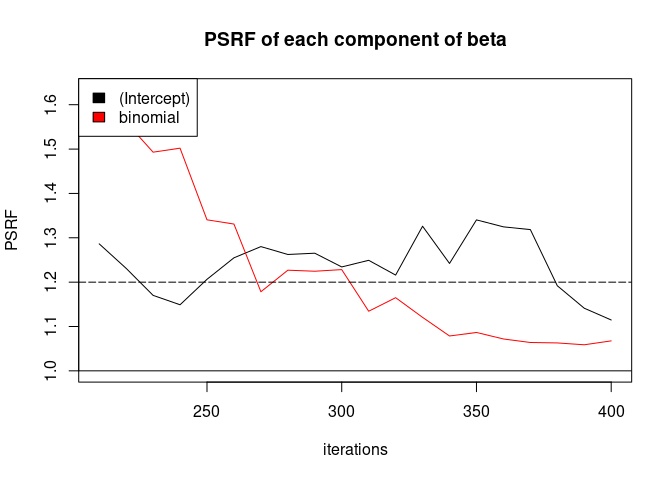 PSRF of each component of beta
(Intercept)
binomial
PSRF
1.6
1.5
1.4
1.3
1.2
1.1
1.0
250
300
350
400
iterations